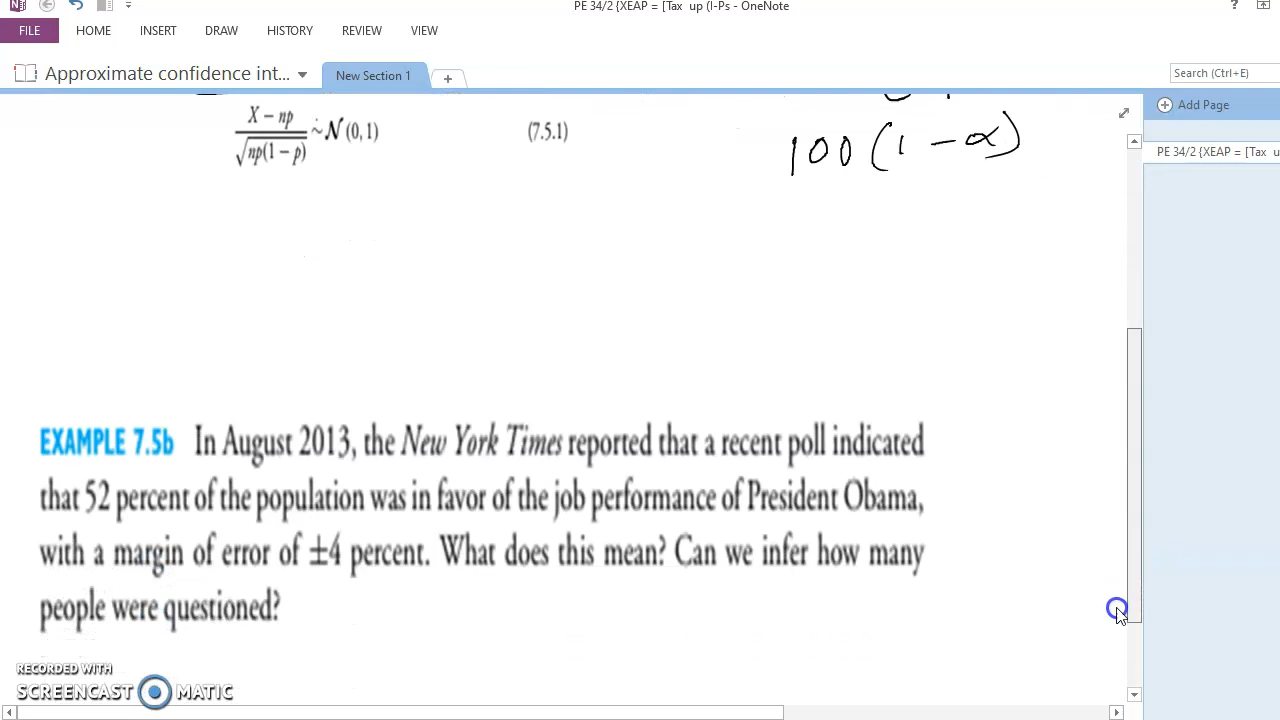 PE 34/2 {XEAP = [Tax up (I-Ps - OneNote
?
FILE HOME INSERT DRAW HISTORY REVIEW VIEW
Approximate confidence int... New Section 1 +
Search (Ctrl+E)
Add Page
PE 34/2 {XEAP = [Tax u
X − np
√np(1 − p)
∼̇ N (0, 1) (7.5.1)
100 (1 − α)
EXAMPLE 7.5b In August 2013, the New York Times reported that a recent poll indicated
that 52 percent of the population was in favor of the job performance of President Obama,
with a margin of error of ±4 percent. What does this mean? Can we infer how many
people were questioned?
RECORDED WITH
SCREENCAST MATIC